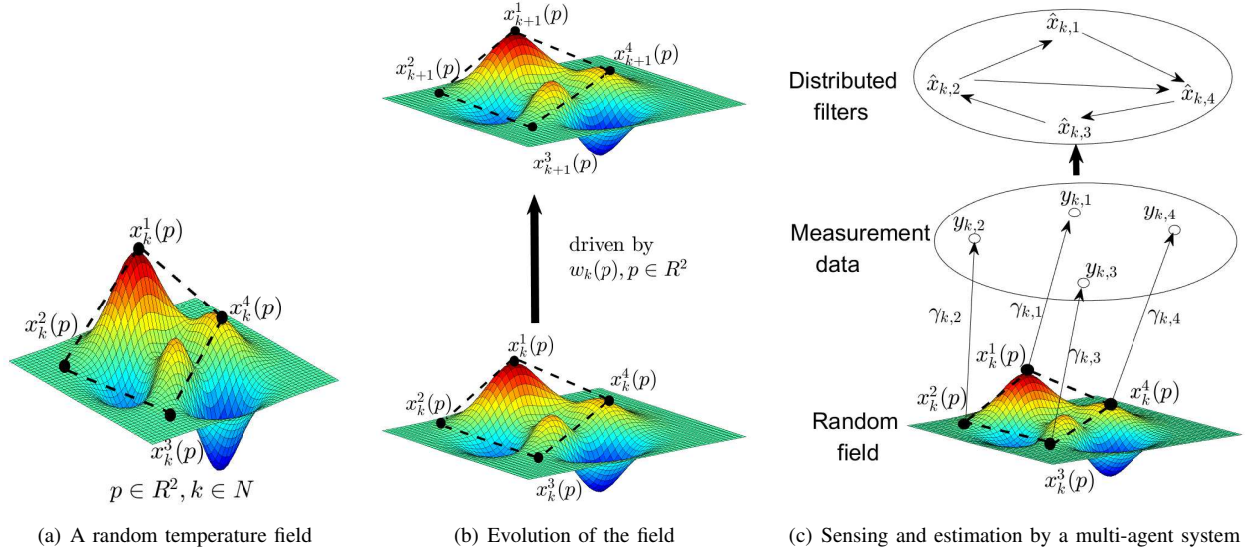 x_k^1(p)
x_k^2(p)
x_k^4(p)
x_k^3(p)
p ∈ R^2, k ∈ N
(a) A random temperature field
x_{k+1}^1(p)
x_{k+1}^2(p)
x_{k+1}^4(p)
x_{k+1}^3(p)
driven by
w_k(p), p ∈ R^2
x_k^1(p)
x_k^2(p)
x_k^4(p)
x_k^3(p)
(b) Evolution of the field
Distributed
filters
x̂_{k,1}
x̂_{k,2}
x̂_{k,4}
x̂_{k,3}
Measurement
data
y_{k,1}
y_{k,2}
y_{k,4}
y_{k,3}
γ_{k,2}
γ_{k,1}
γ_{k,3}
γ_{k,4}
Random
field
x_k^1(p)
x_k^2(p)
x_k^4(p)
x_k^3(p)
(c) Sensing and estimation by a multi-agent system